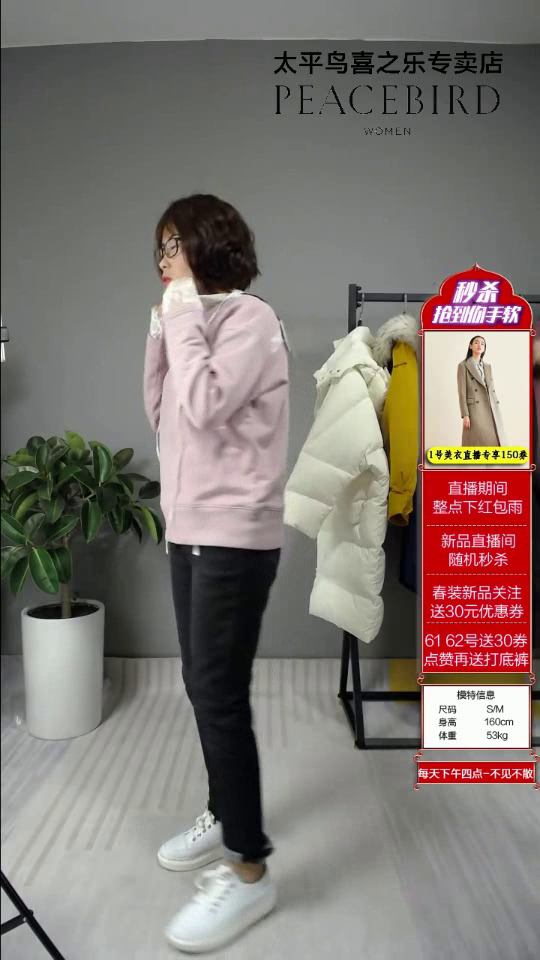 太平鸟喜之乐专卖店
PEACEBIRD
WOMEN
秒杀
抢到你手软
1号美衣直播专享150券
直播期间
整点下红包雨
新品直播间
随机秒杀
春装新品关注
送30元优惠券
61 62号送30券
点赞再送打底裤
模特信息
尺码 S/M
身高 160cm
体重 53kg
每天下午四点-不见不散